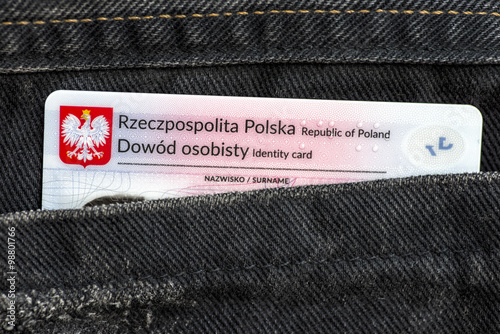 Rzeczpospolita Polska Republic of Poland
Dowód osobisty Identity card
NAZWISKO / SURNAME